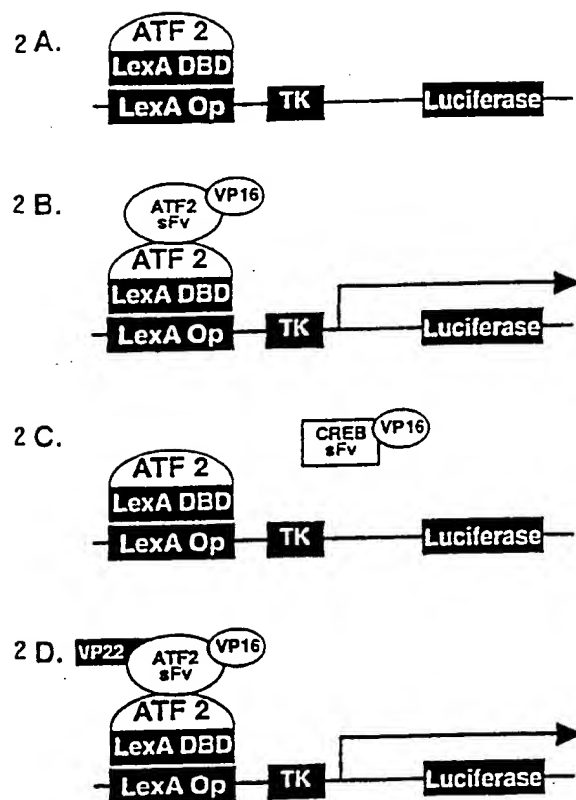 2 A.
ATF 2
LexA DBD
LexA Op TK Luciferase
2 B.
ATF2 sFv VP16
ATF 2
LexA DBD
LexA Op TK Luciferase
2 C.
CREB sFv VP16
ATF 2
LexA DBD
LexA Op TK Luciferase
2 D.
VP22 ATF2 sFv VP16
ATF 2
LexA DBD
LexA Op TK Luciferase